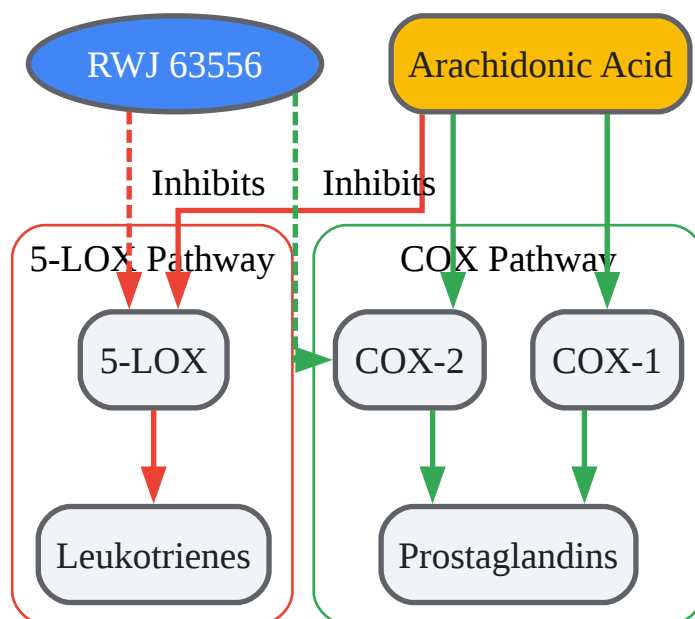 RWJ 63556
Arachidonic Acid
Inhibits
Inhibits
5-LOX Pathway
COX Pathway
5-LOX
COX-2
COX-1
Leukotrienes
Prostaglandins